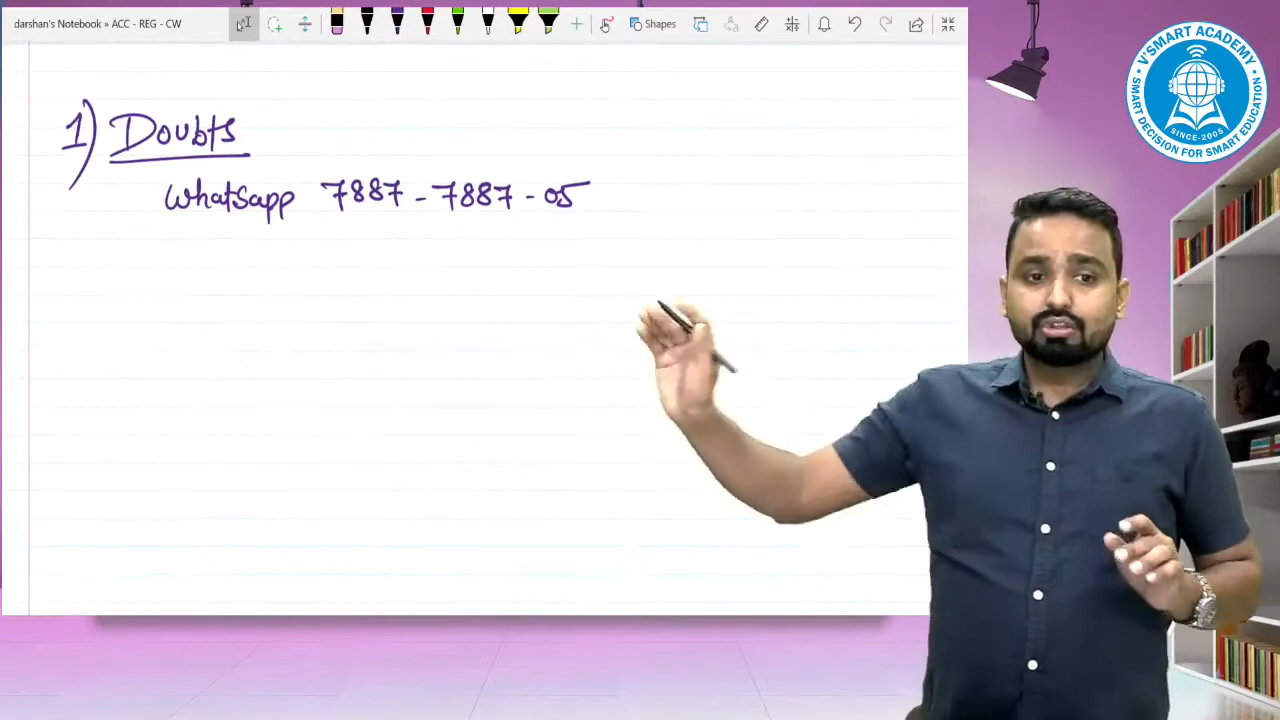 darshan's Notebook » ACC - REG - CW
Shapes
1) Doubts
Whatsapp 7887 - 7887 - 05
V'SMART ACADEMY
SINCE-2005
SMART DECISION FOR SMART EDUCATION